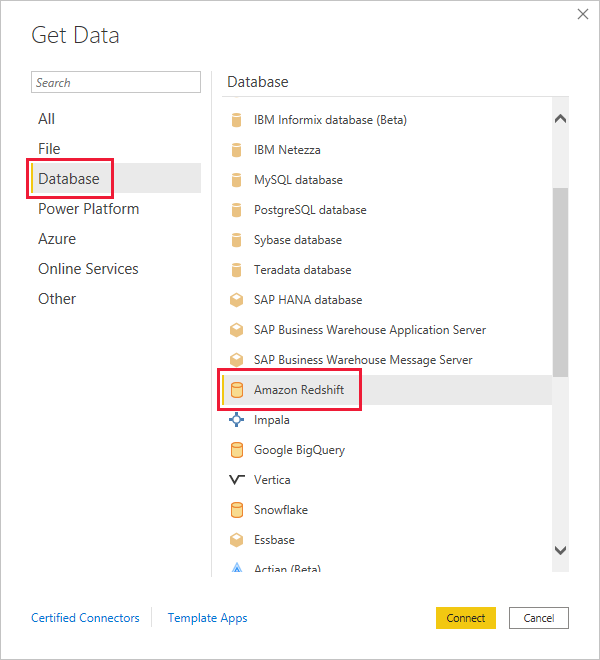 Get Data
Search
All
File
Database
Power Platform
Azure
Online Services
Other
Database
IBM Informix database (Beta)
IBM Netezza
MySQL database
PostgreSQL database
Sybase database
Teradata database
SAP HANA database
SAP Business Warehouse Application Server
SAP Business Warehouse Message Server
Amazon Redshift
Impala
Google BigQuery
Vertica
Snowflake
Essbase
Actian (Beta)
Certified Connectors
Template Apps
Connect
Cancel